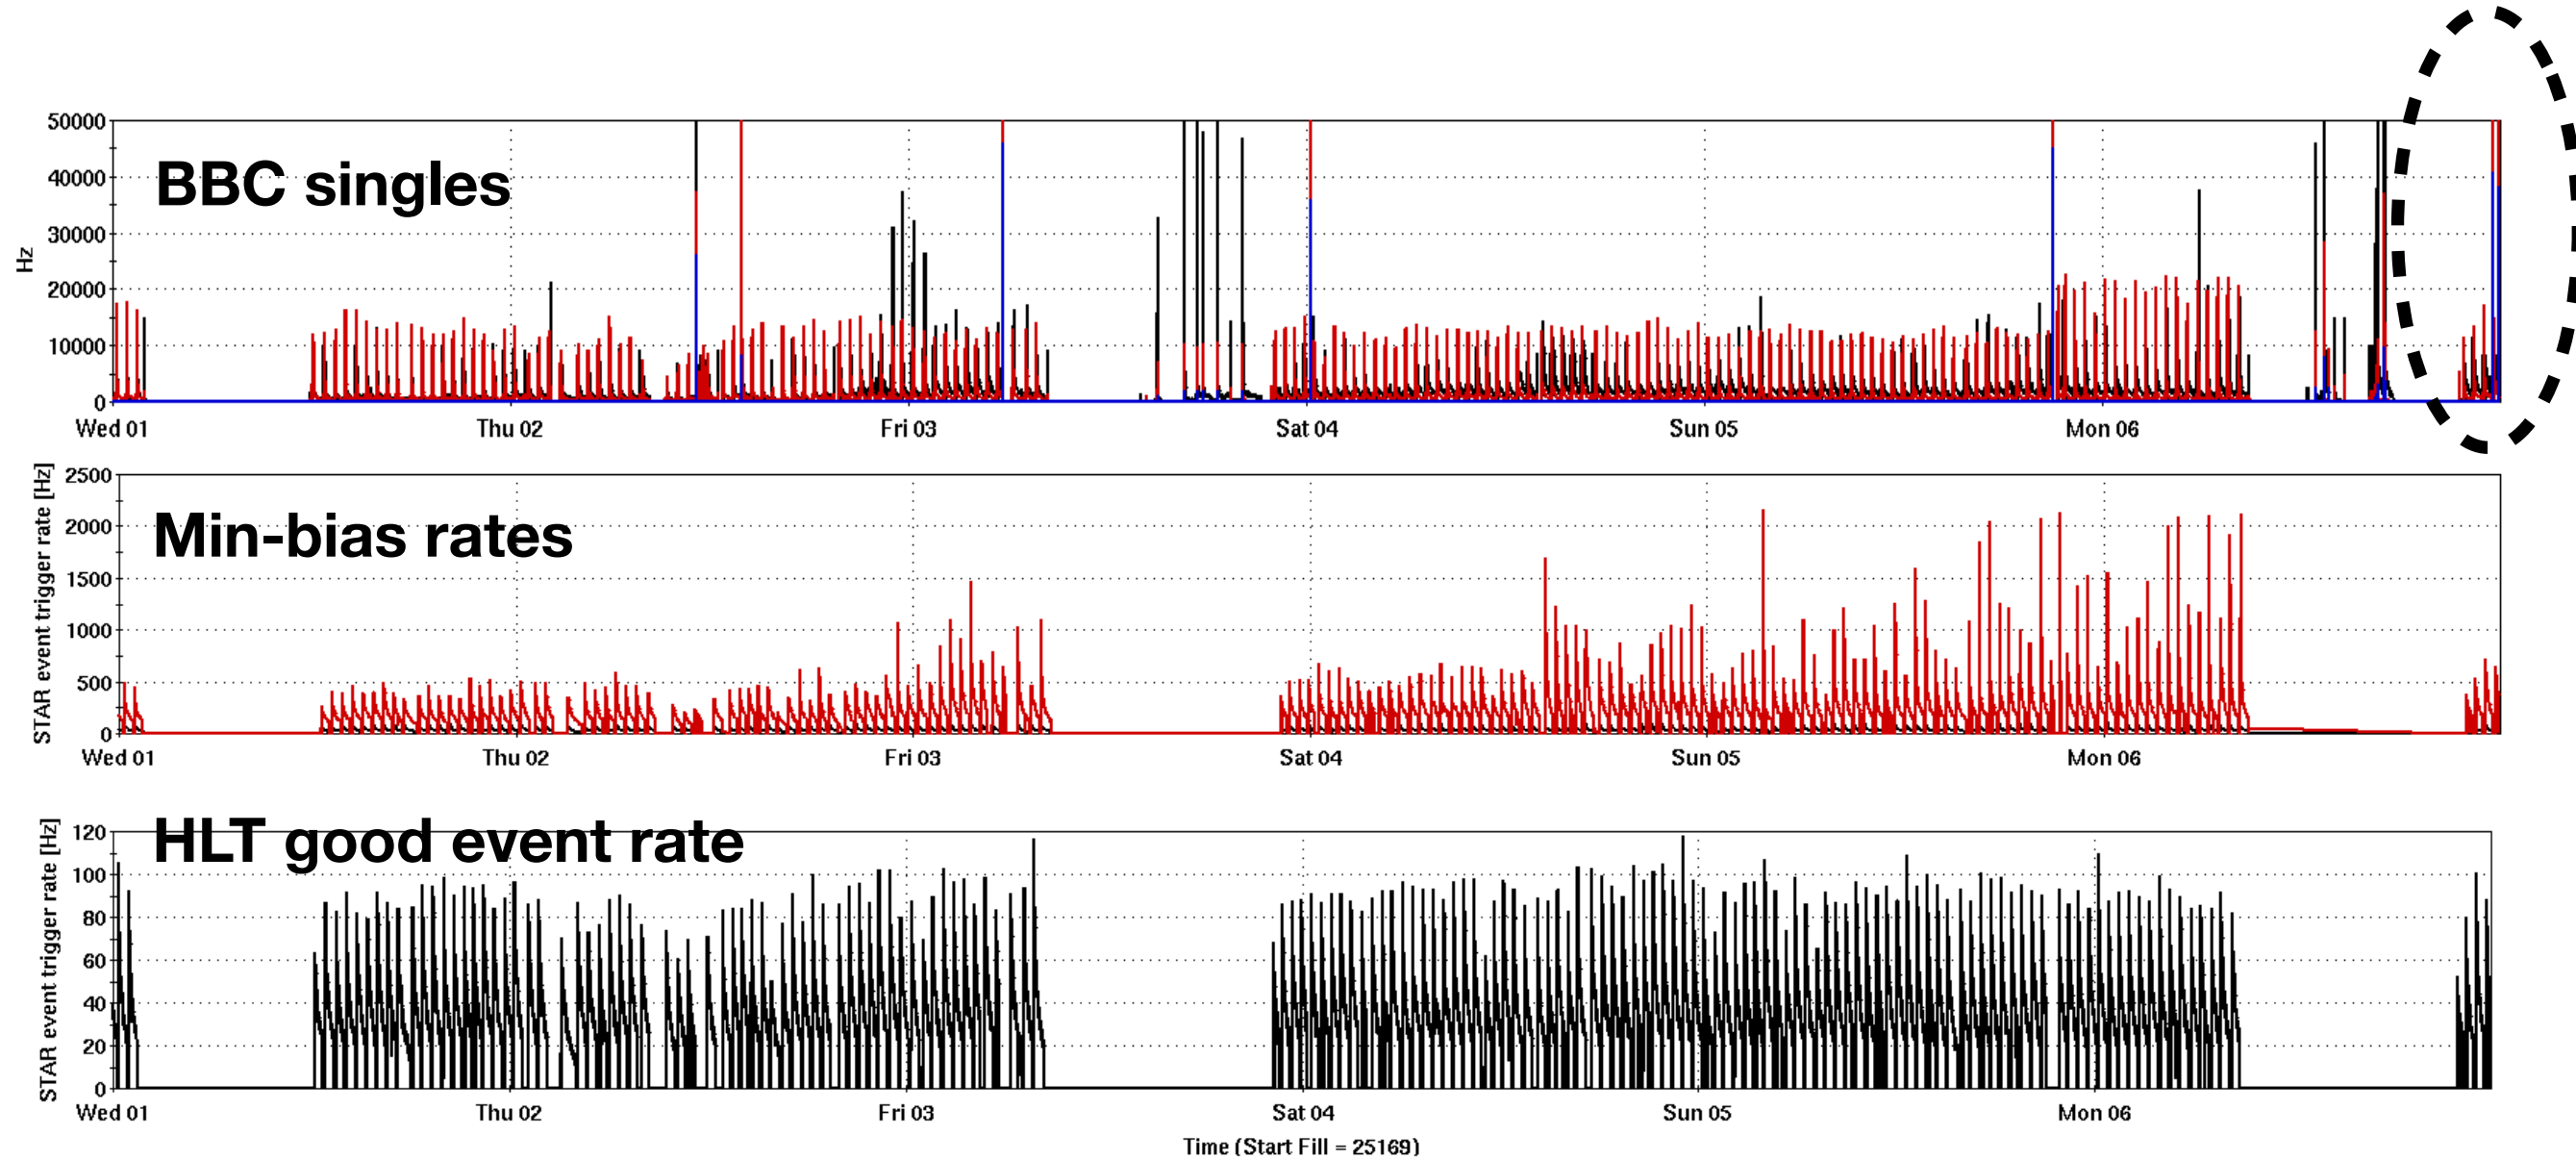 50000
40000
30000
20000
10000
0
Hz
BBC singles
Wed 01 Thu 02 Fri 03 Sat 04 Sun 05 Mon 06
STAR event trigger rate [Hz]
2500
2000
1500
1000
500
0
Min-bias rates
Wed 01 Thu 02 Fri 03 Sat 04 Sun 05 Mon 06
STAR event trigger rate [Hz]
120
100
80
60
40
20
0
HLT good event rate
Wed 01 Thu 02 Fri 03 Sat 04 Sun 05 Mon 06
Time (Start Fill = 25169)